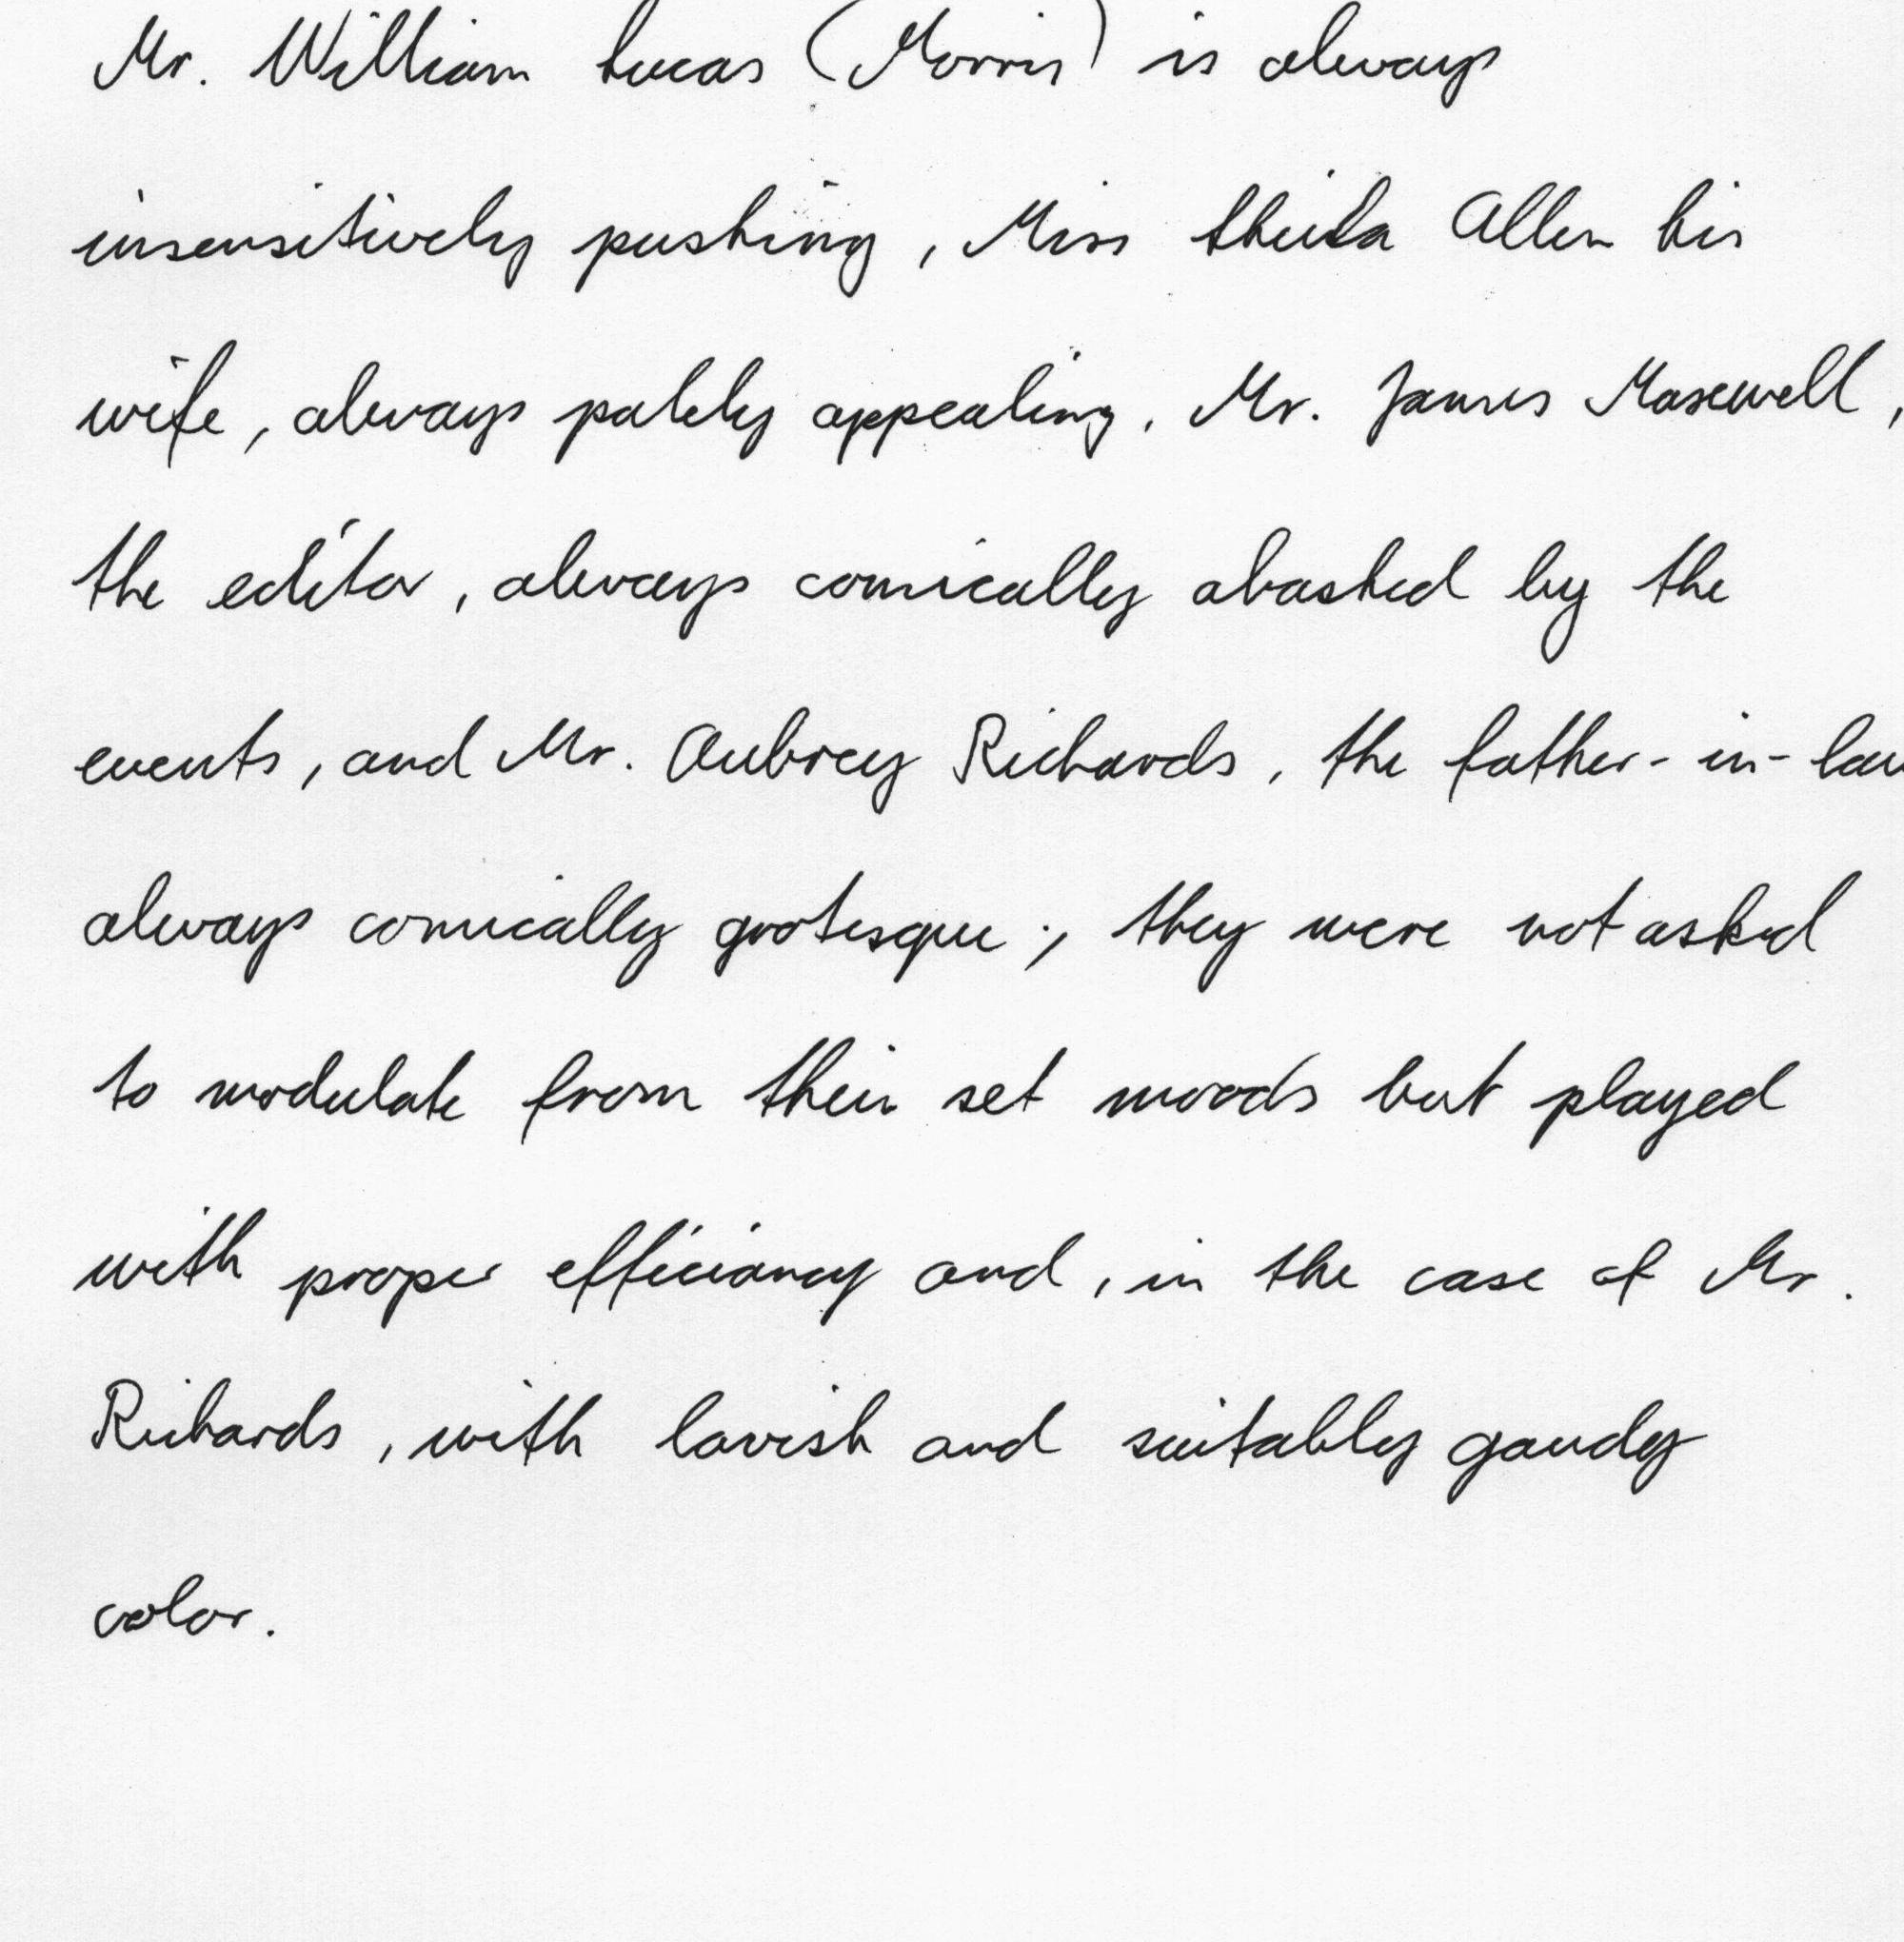 Mr. William Lucas (Morris) is always
insensitively pushing, Miss Sheila Allen his
wife, always palely appealing, Mr. James Maxwell,
the editor, always comically abashed by the
events, and Mr. Aubrey Richards, the father-in-law
always comically grotesque; they were not asked
to modulate from their set moods but played
with proper efficiency and, in the case of Mr.
Richards, with lavish and suitably gaudy
color.